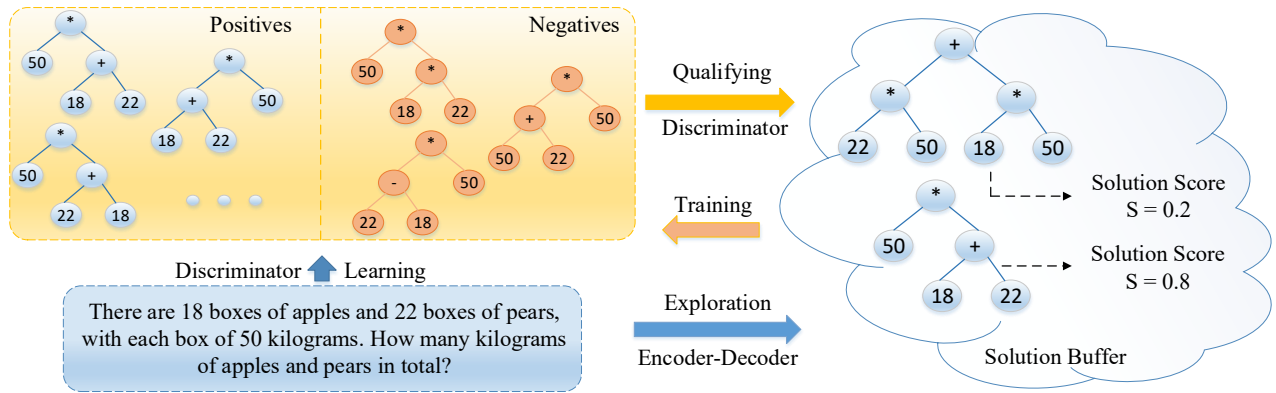 Positives
*
50
+
18
22
*
+
50
18
22
*
50
+
22
18
Negatives
*
50
*
18
22
*
+
50
50
22
*
-
50
22
18
Discriminator Learning
There are 18 boxes of apples and 22 boxes of pears,
with each box of 50 kilograms. How many kilograms
of apples and pears in total?
Qualifying
Discriminator
Training
Exploration
Encoder-Decoder
+
*
*
22
50
18
50
Solution Score
S = 0.2
*
50
+
18
22
Solution Score
S = 0.8
Solution Buffer